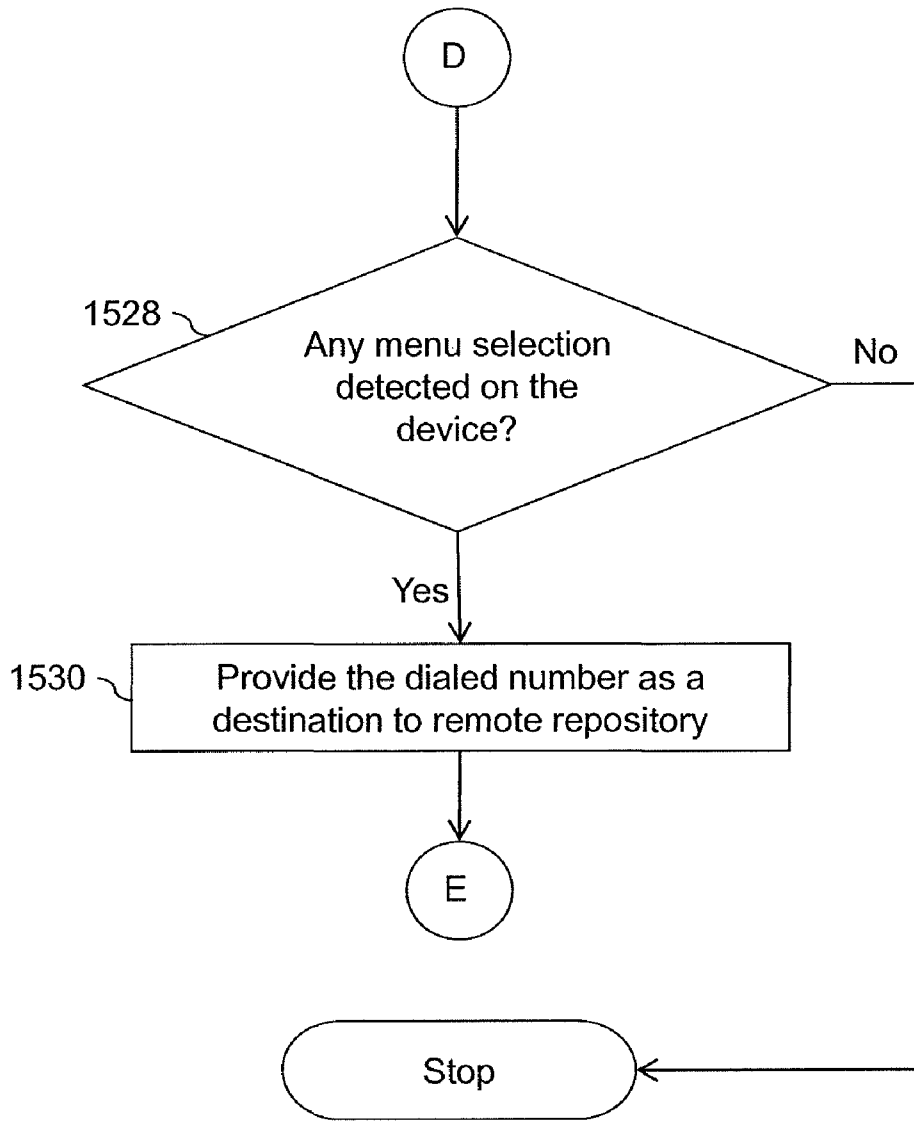 D
1528
Any menu selection
detected on the
device?
No
Yes
1530
Provide the dialed number as a
destination to remote repository
E
Stop